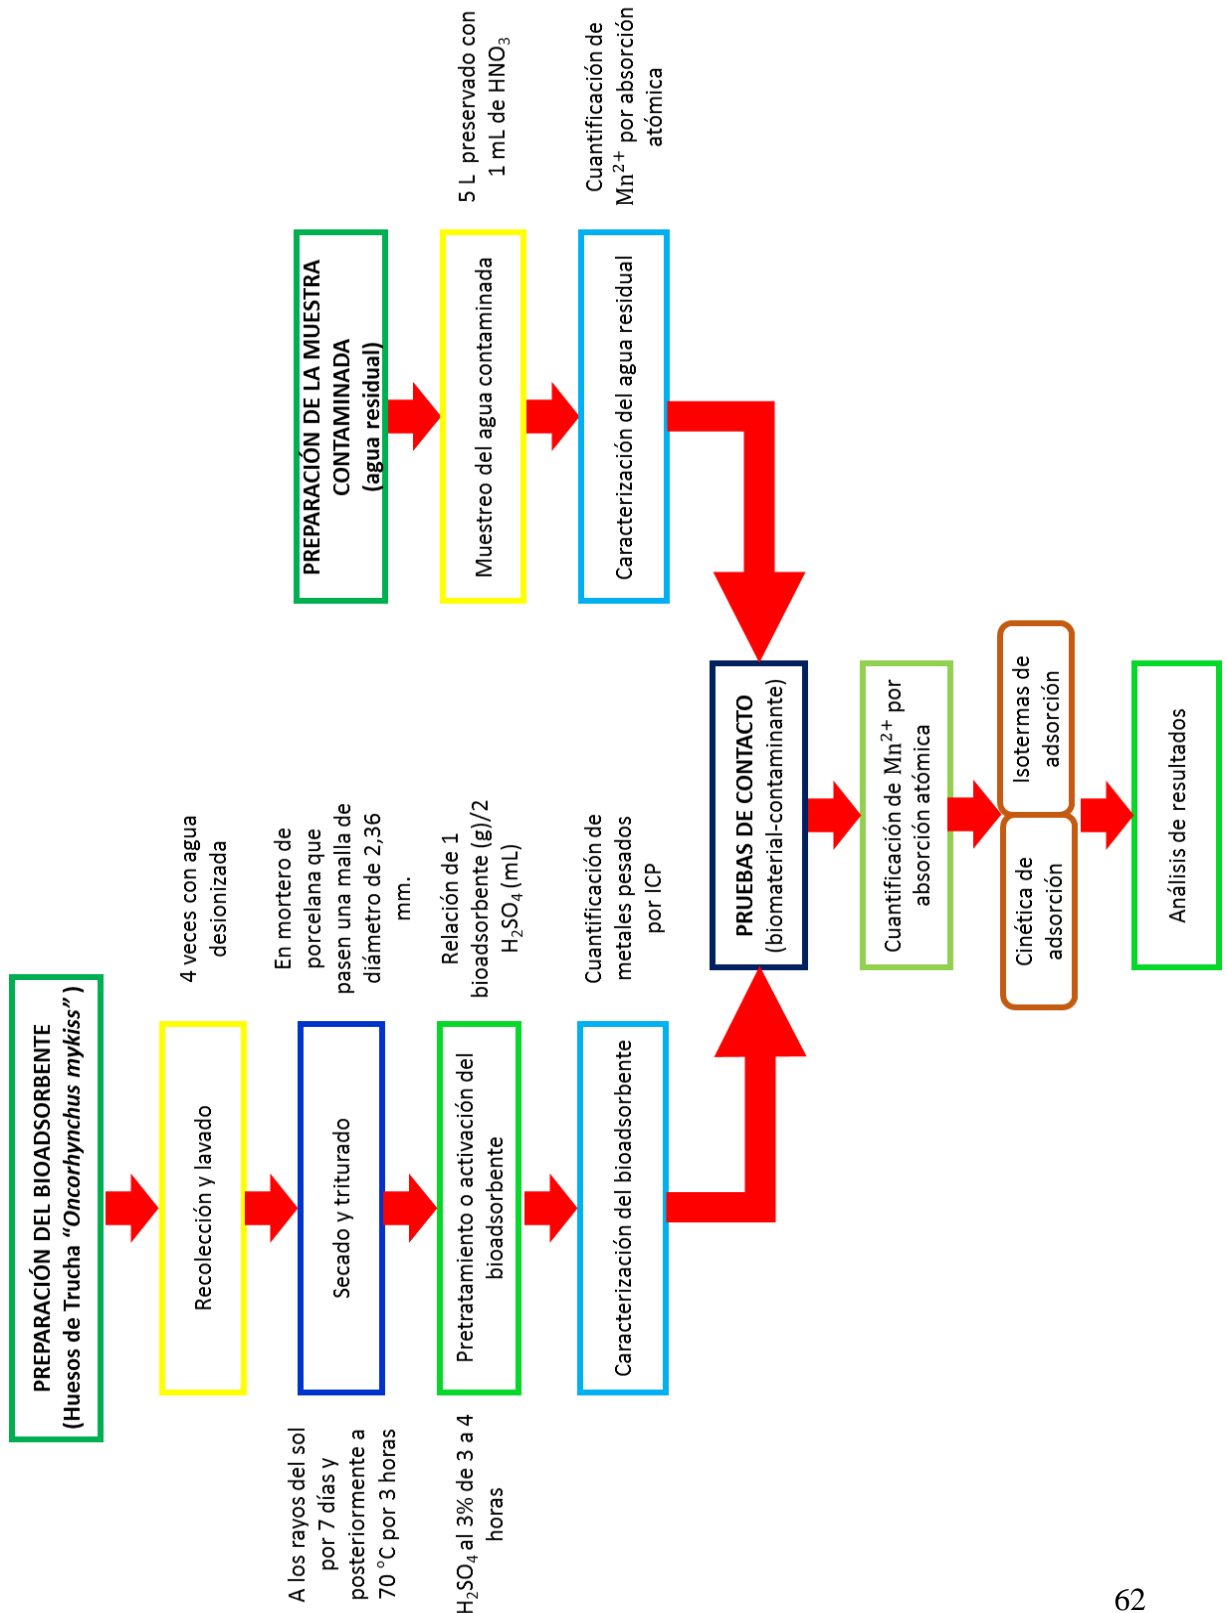 PREPARACIÓN DEL BIOADSORBENTE
(Huesos de Trucha “Oncorhynchus mykiss” )
Recolección y lavado
4 veces con agua
desionizada
A los rayos del sol
por 7 días y
posteriormente a
70 °C por 3 horas
Secado y triturado
En mortero de
porcelana que
pasen una malla de
diámetro de 2,36
mm.
H₂SO₄ al 3% de 3 a 4
horas
Pretratamiento o activación del
bioadsorbente
Relación de 1
bioadsorbente (g)/2
H₂SO₄ (mL)
Caracterización del bioadsorbente
Cuantificación de
metales pesados
por ICP
PREPARACIÓN DE LA MUESTRA
CONTAMINADA
(agua residual)
Muestreo del agua contaminada
5 L preservado con
1 mL de HNO₃
Caracterización del agua residual
Cuantificación de
Mn²⁺ por absorción
atómica
PRUEBAS DE CONTACTO
(biomaterial-contaminante)
Cuantificación de Mn²⁺ por
absorción atómica
Cinética de
adsorción
Isotermas de
adsorción
Análisis de resultados
62